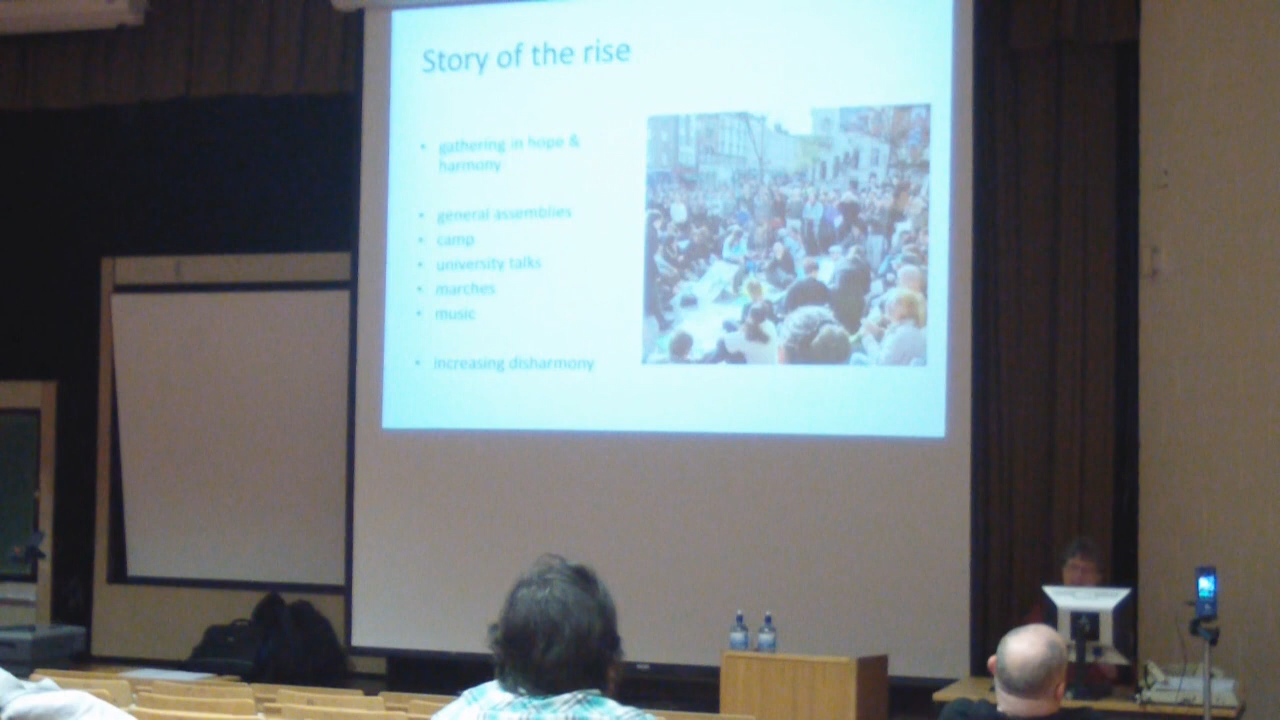 Story of the rise
• gathering in hope &
harmony
• general assemblies
• camp
• university talks
• marches
• music
• increasing disharmony